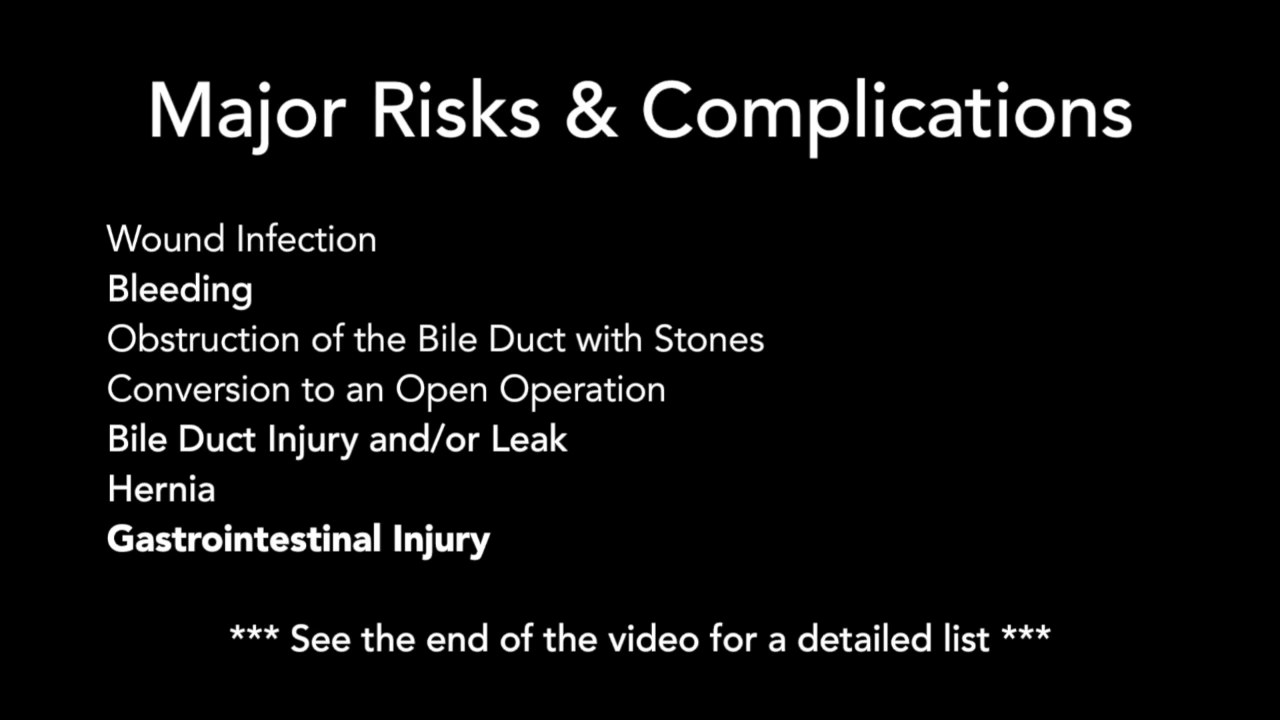 Major Risks & Complications
Wound Infection
Bleeding
Obstruction of the Bile Duct with Stones
Conversion to an Open Operation
Bile Duct Injury and/or Leak
Hernia
Gastrointestinal Injury
*** See the end of the video for a detailed list ***